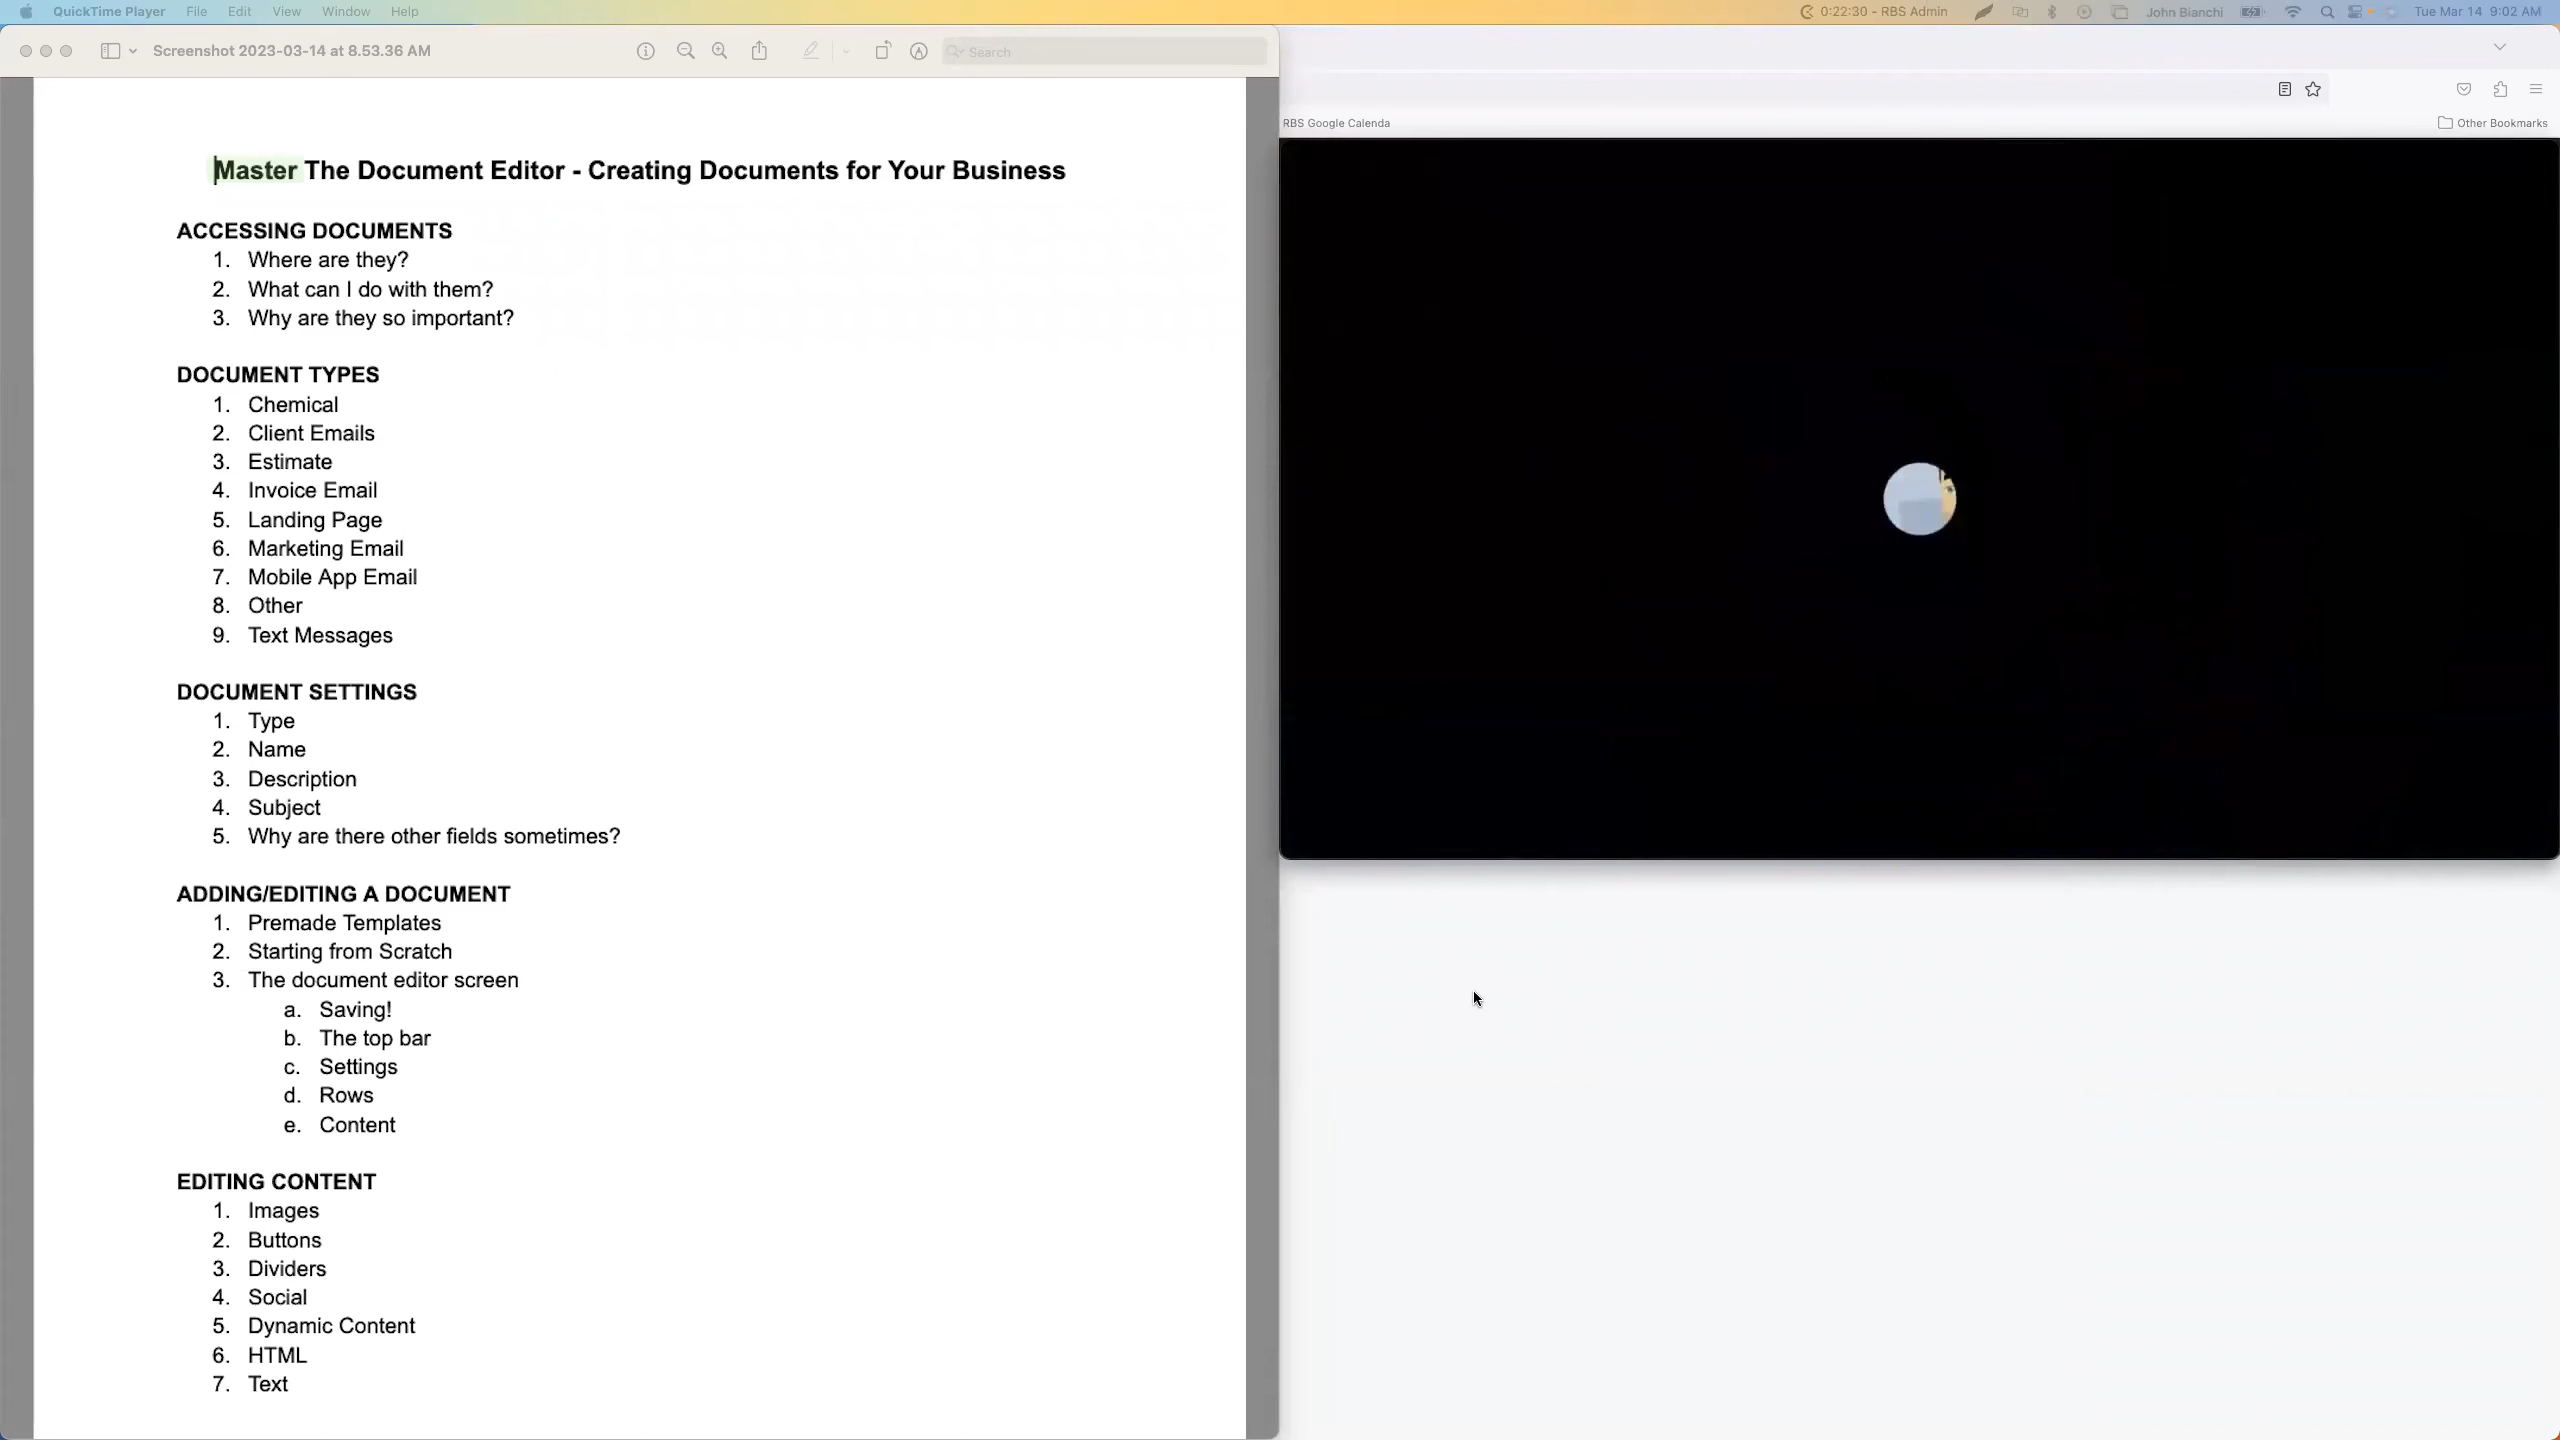 QuickTime Player File Edit View Window Help 0:22:30 - RBS Admin John Bianchi Tue Mar 14 9:02 AM
Screenshot 2023-03-14 at 8.53.36 AM Search
RBS Google Calenda Other Bookmarks
Master The Document Editor - Creating Documents for Your Business
ACCESSING DOCUMENTS
1. Where are they?
2. What can I do with them?
3. Why are they so important?
DOCUMENT TYPES
1. Chemical
2. Client Emails
3. Estimate
4. Invoice Email
5. Landing Page
6. Marketing Email
7. Mobile App Email
8. Other
9. Text Messages
DOCUMENT SETTINGS
1. Type
2. Name
3. Description
4. Subject
5. Why are there other fields sometimes?
ADDING/EDITING A DOCUMENT
1. Premade Templates
2. Starting from Scratch
3. The document editor screen
a. Saving!
b. The top bar
c. Settings
d. Rows
e. Content
EDITING CONTENT
1. Images
2. Buttons
3. Dividers
4. Social
5. Dynamic Content
6. HTML
7. Text